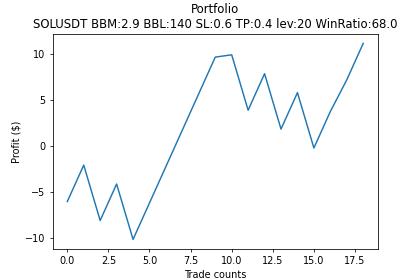 Portfolio
SOLUSDT BBM:2.9 BBL:140 SL:0.6 TP:0.4 lev:20 WinRatio:68.0
10
5
0
−5
−10
Profit ($)
0.0 2.5 5.0 7.5 10.0 12.5 15.0 17.5
Trade counts